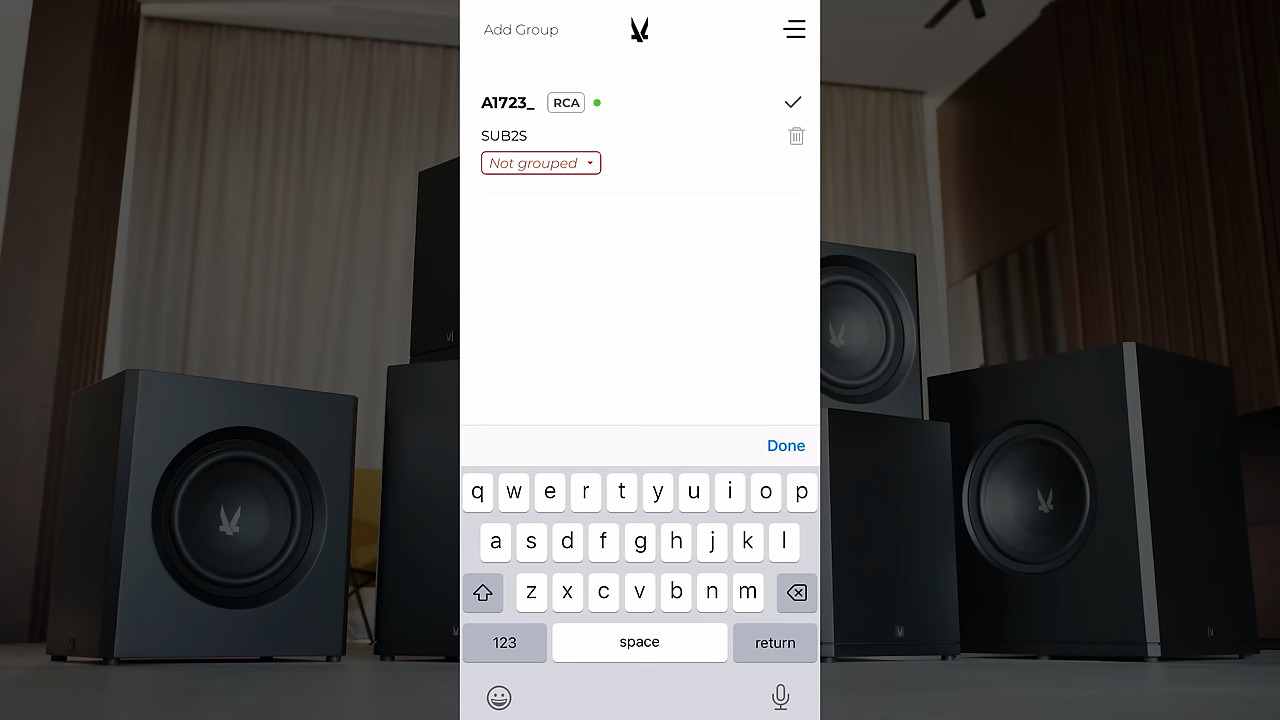 Add Group
A1723_ RCA
SUB2S
Not grouped
Done
q w e r t y u i o p
a s d f g h j k l
z x c v b n m
123 space return